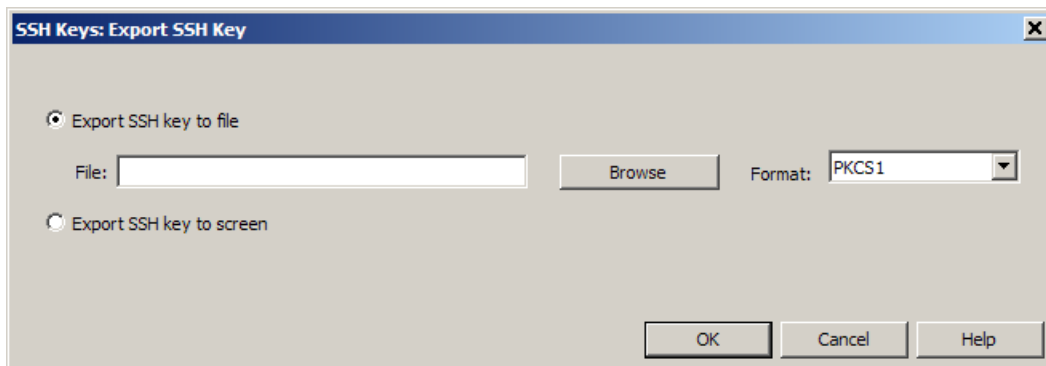 SSH Keys: Export SSH Key
Export SSH key to file
File: Browse Format: PKCS1
Export SSH key to screen
OK Cancel Help